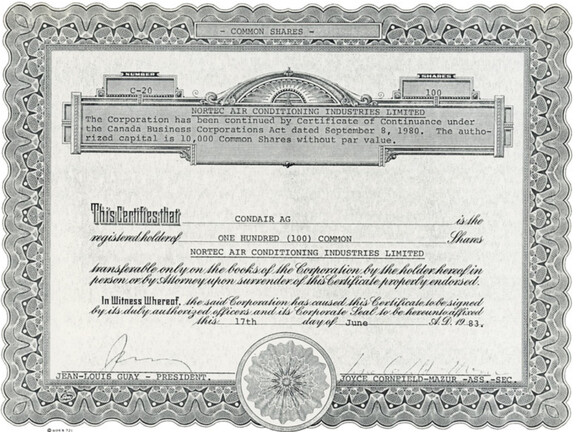 - COMMON SHARES -
NUMBER
SHARES
C-20
100
NORTEC AIR CONDITIONING INDUSTRIES LIMITED
The Corporation has been continued by Certificate of Continuance under
the Canada Business Corporations Act dated September 8, 1980. The autho-
rized capital is 10,000 Common Shares without par value.
This Certifies that CONDAIR AG is the
registered holder of ONE HUNDRED (100) COMMON Shares
NORTEC AIR CONDITIONING INDUSTRIES LIMITED
transferable only on the books of the Corporation by the holder hereof in
person or by Attorney upon surrender of this Certificate properly endorsed.
In Witness Whereof, the said Corporation has caused this Certificate to be signed
by its duly authorized officers and its Corporate Seal to be hereunto affixed
this 17th day of June A.D. 1983.
JEAN-LOUIS GUAY - PRESIDENT.
JOYCE CORNFIELD-MAZUR -AS.-SEC.